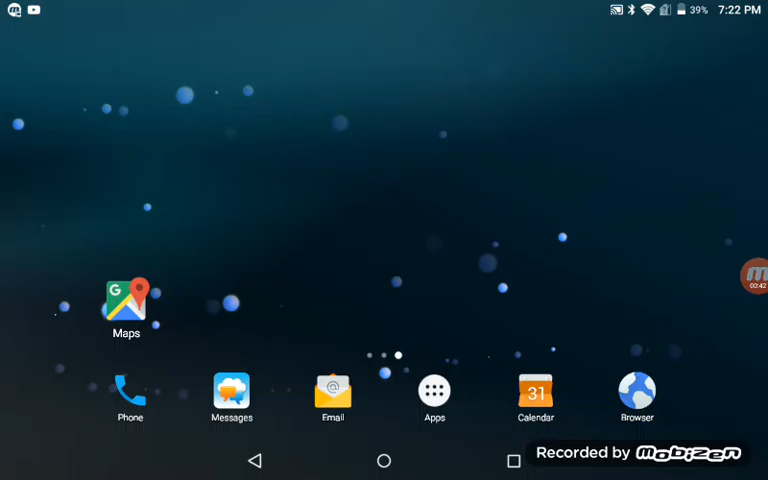 39% 7:22 PM
00:42
G
Maps
@
31
Phone Messages Email Apps Calendar Browser
Recorded by mobizen